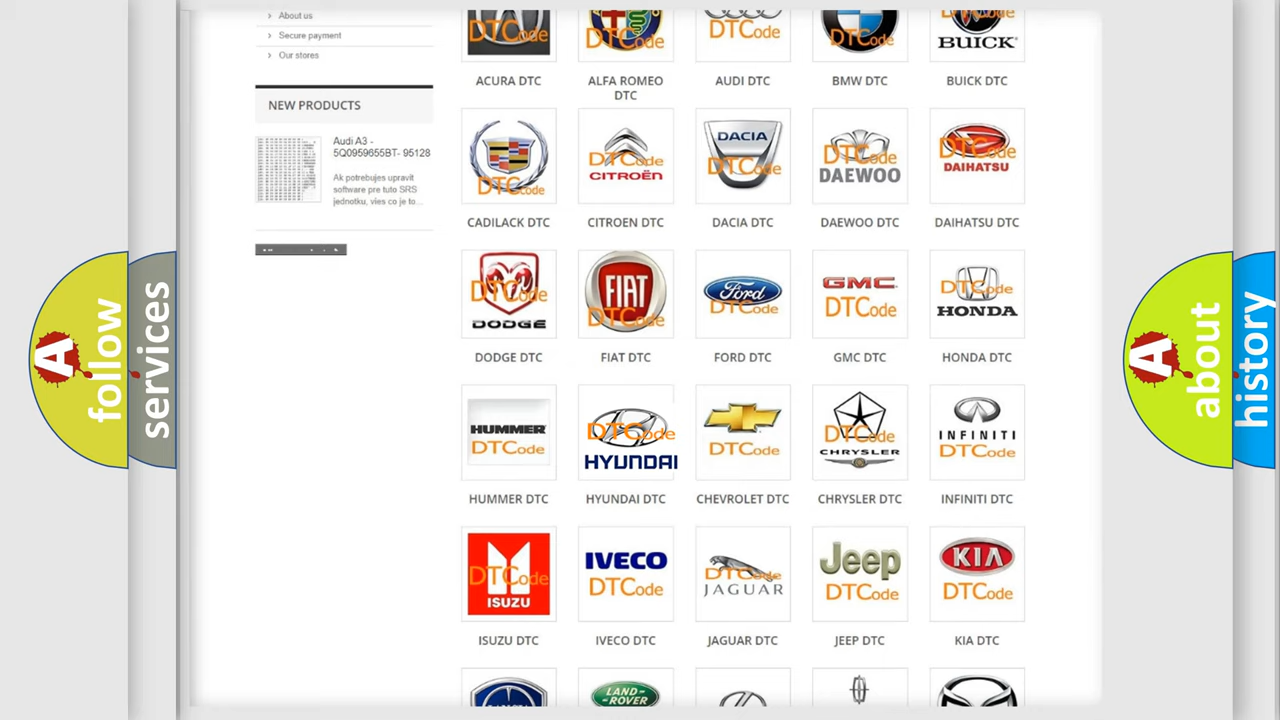 About us
Secure payment
Our stores
NEW PRODUCTS
Audi A3 -
5Q0959655BT- 95128
Ak potrebujes upravit
software pre tuto SRS
jednotku, vies co je to...
DTCode
DTCode
DTCode
DTCode
BUICK
ACURA DTC
ALFA ROMEO
DTC
AUDI DTC
BMW DTC
BUICK DTC
DTCode
DTCode
CITROËN
DACIA
DTCode
DTCode
DAEWOO
DTCode
DAIHATSU
CADILACK DTC
CITROEN DTC
DACIA DTC
DAEWOO DTC
DAIHATSU DTC
DTCode
DODGE
FIAT
DTCode
Ford
DTCode
GMC
DTCode
DTCode
HONDA
DODGE DTC
FIAT DTC
FORD DTC
GMC DTC
HONDA DTC
HUMMER
DTCode
DTCode
HYUNDAI
DTCode
DTCode
CHRYSLER
INFINITI
DTCode
HUMMER DTC
HYUNDAI DTC
CHEVROLET DTC
CHRYSLER DTC
INFINITI DTC
DTCode
ISUZU
IVECO
DTCode
DTCode
JAGUAR
Jeep
DTCode
KIA
DTCode
ISUZU DTC
IVECO DTC
JAGUAR DTC
JEEP DTC
KIA DTC
LAND-
ROVER
A
follow
services
A
about
history